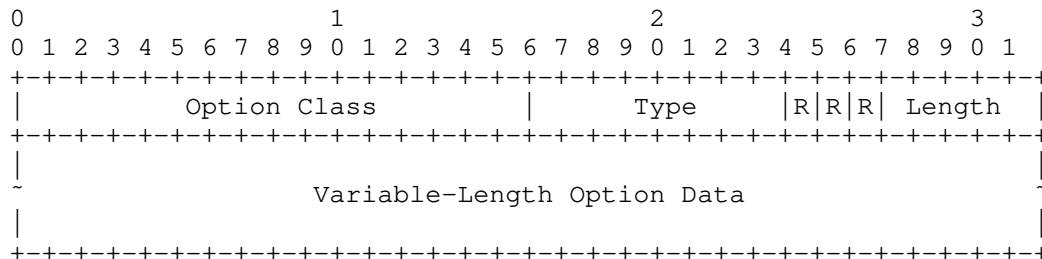 0                   1                   2                   3
0 1 2 3 4 5 6 7 8 9 0 1 2 3 4 5 6 7 8 9 0 1 2 3 4 5 6 7 8 9 0 1
+-+-+-+-+-+-+-+-+-+-+-+-+-+-+-+-+-+-+-+-+-+-+-+-+-+-+-+-+-+-+-+-+
|          Option Class         |      Type     |R|R|R| Length  |
+-+-+-+-+-+-+-+-+-+-+-+-+-+-+-+-+-+-+-+-+-+-+-+-+-+-+-+-+-+-+-+-+
|                                                               |
~                  Variable-Length Option Data                  ~
|                                                               |
+-+-+-+-+-+-+-+-+-+-+-+-+-+-+-+-+-+-+-+-+-+-+-+-+-+-+-+-+-+-+-+-+